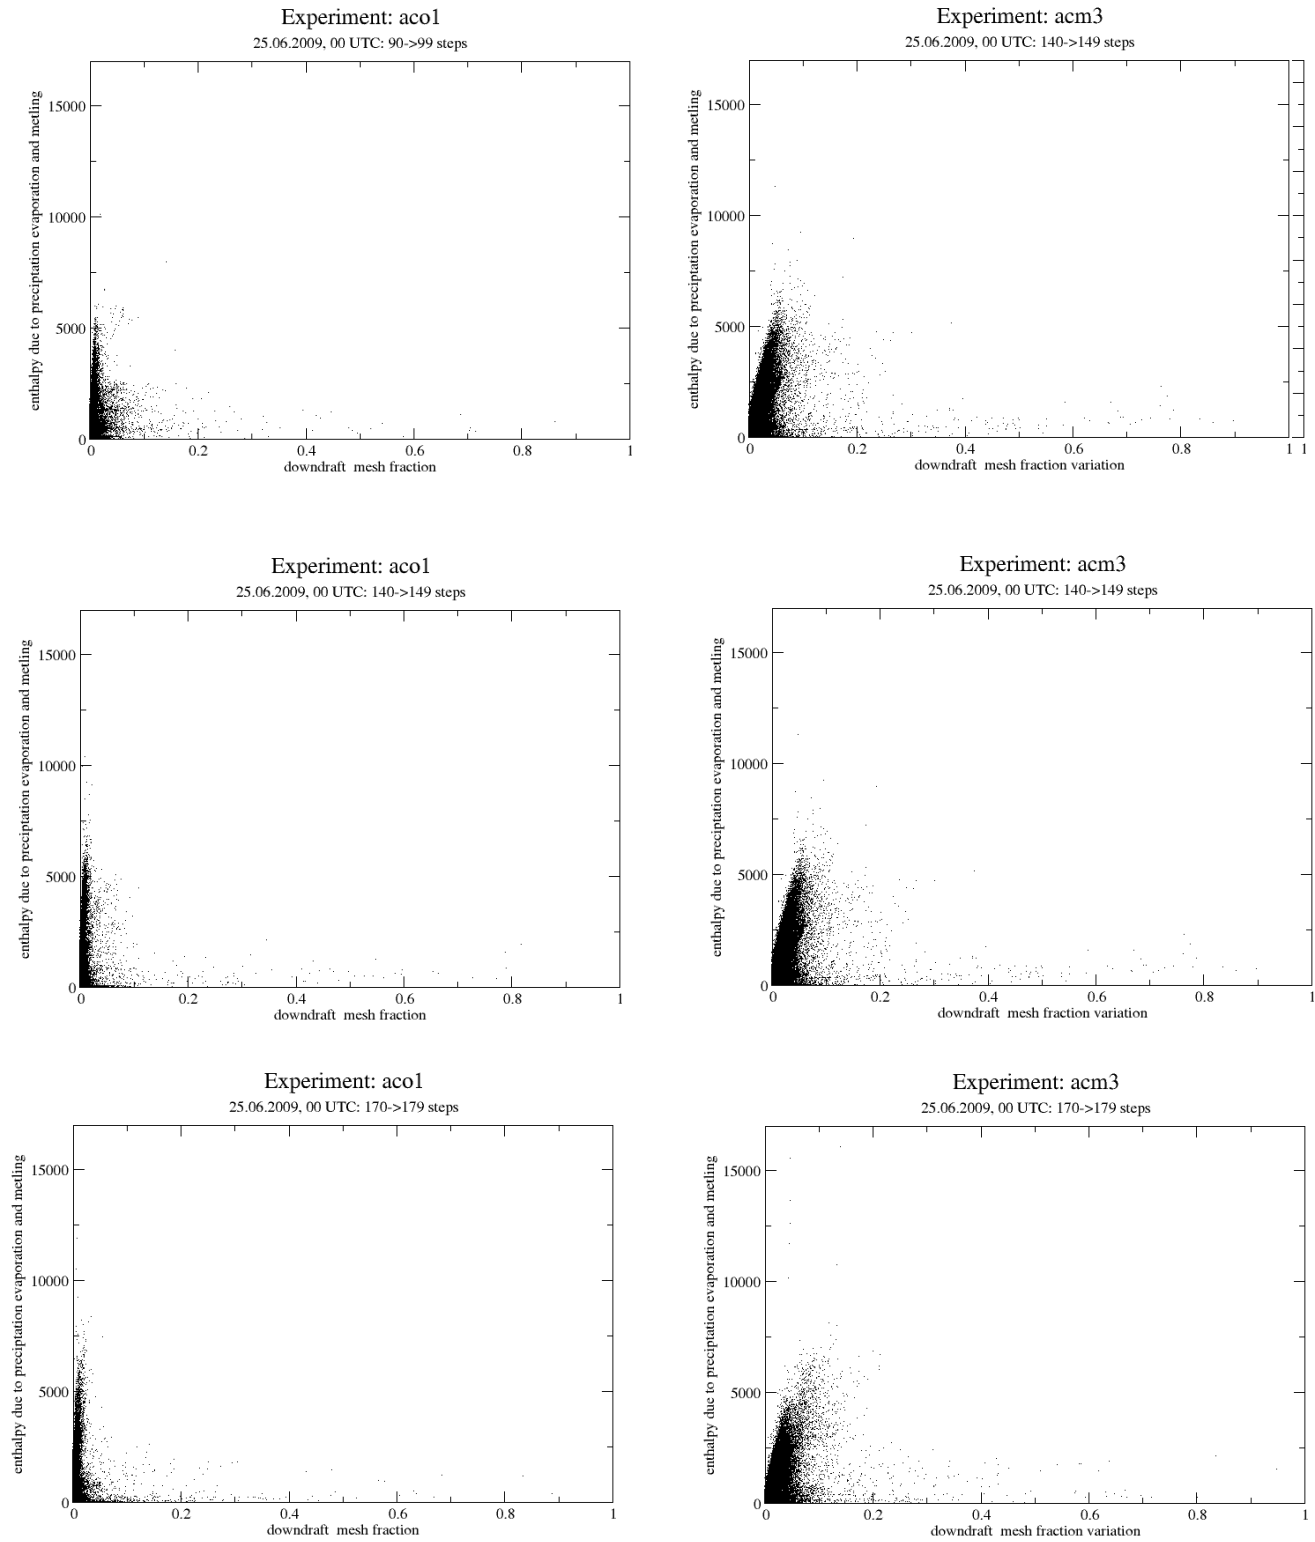 Experiment: aco1
25.06.2009, 00 UTC: 90->99 steps
enthalpy due to preciptation evaporation and metling
15000
10000
5000
0
0 0.2 0.4 0.6 0.8 1
downdraft mesh fraction
Experiment: acm3
25.06.2009, 00 UTC: 140->149 steps
enthalpy due to preciptation evaporation and metling
15000
10000
5000
0
0 0.2 0.4 0.6 0.8 1 1
downdraft mesh fraction variation
Experiment: aco1
25.06.2009, 00 UTC: 140->149 steps
enthalpy due to preciptation evaporation and metling
15000
10000
5000
0
0 0.2 0.4 0.6 0.8 1
downdraft mesh fraction
Experiment: acm3
25.06.2009, 00 UTC: 140->149 steps
enthalpy due to preciptation evaporation and metling
15000
10000
5000
0
0 0.2 0.4 0.6 0.8 1
downdraft mesh fraction variation
Experiment: aco1
25.06.2009, 00 UTC: 170->179 steps
enthalpy due to preciptation evaporation and metling
15000
10000
5000
0
0 0.2 0.4 0.6 0.8 1
downdraft mesh fraction
Experiment: acm3
25.06.2009, 00 UTC: 170->179 steps
enthalpy due to preciptation evaporation and metling
15000
10000
5000
0
0 0.2 0.4 0.6 0.8 1
downdraft mesh fraction variation